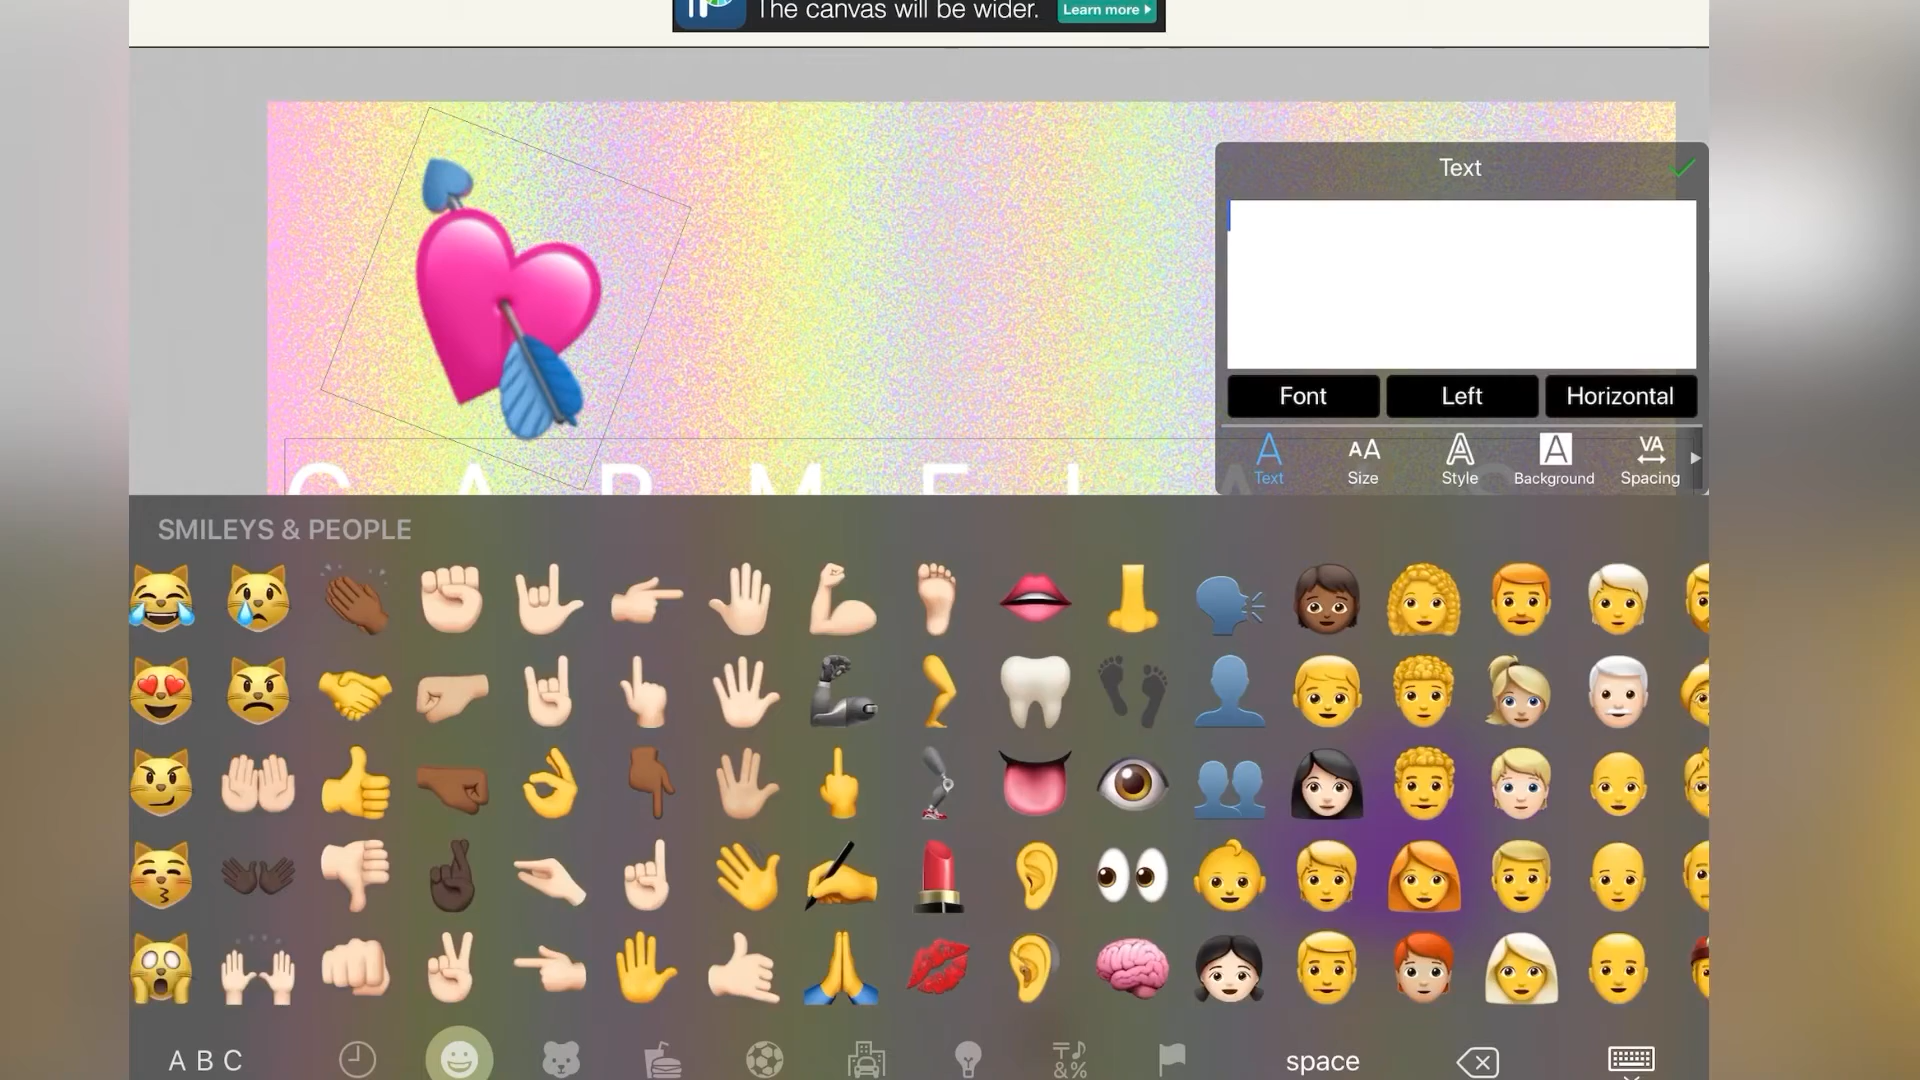 The canvas will be wider.
Learn more
Text
Font
Left
Horizontal
C A R M E L A S
Text
Size
Style
Background
Spacing
SMILEYS & PEOPLE
A B C
space